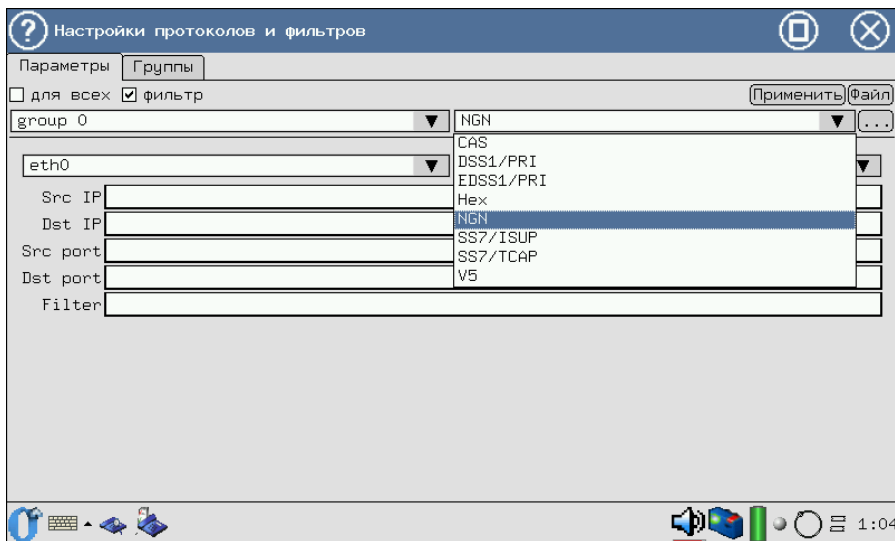 Настройки протоколов и фильтров
Параметры Группы
для всех фильтр Применить Файл
group 0 NGN ...
CAS
eth0 DSS1/PRI
EDSS1/PRI
Src IP Hex
Dst IP NGN
Src port SS7/ISUP
SS7/TCAP
Dst port V5
Filter
1:04